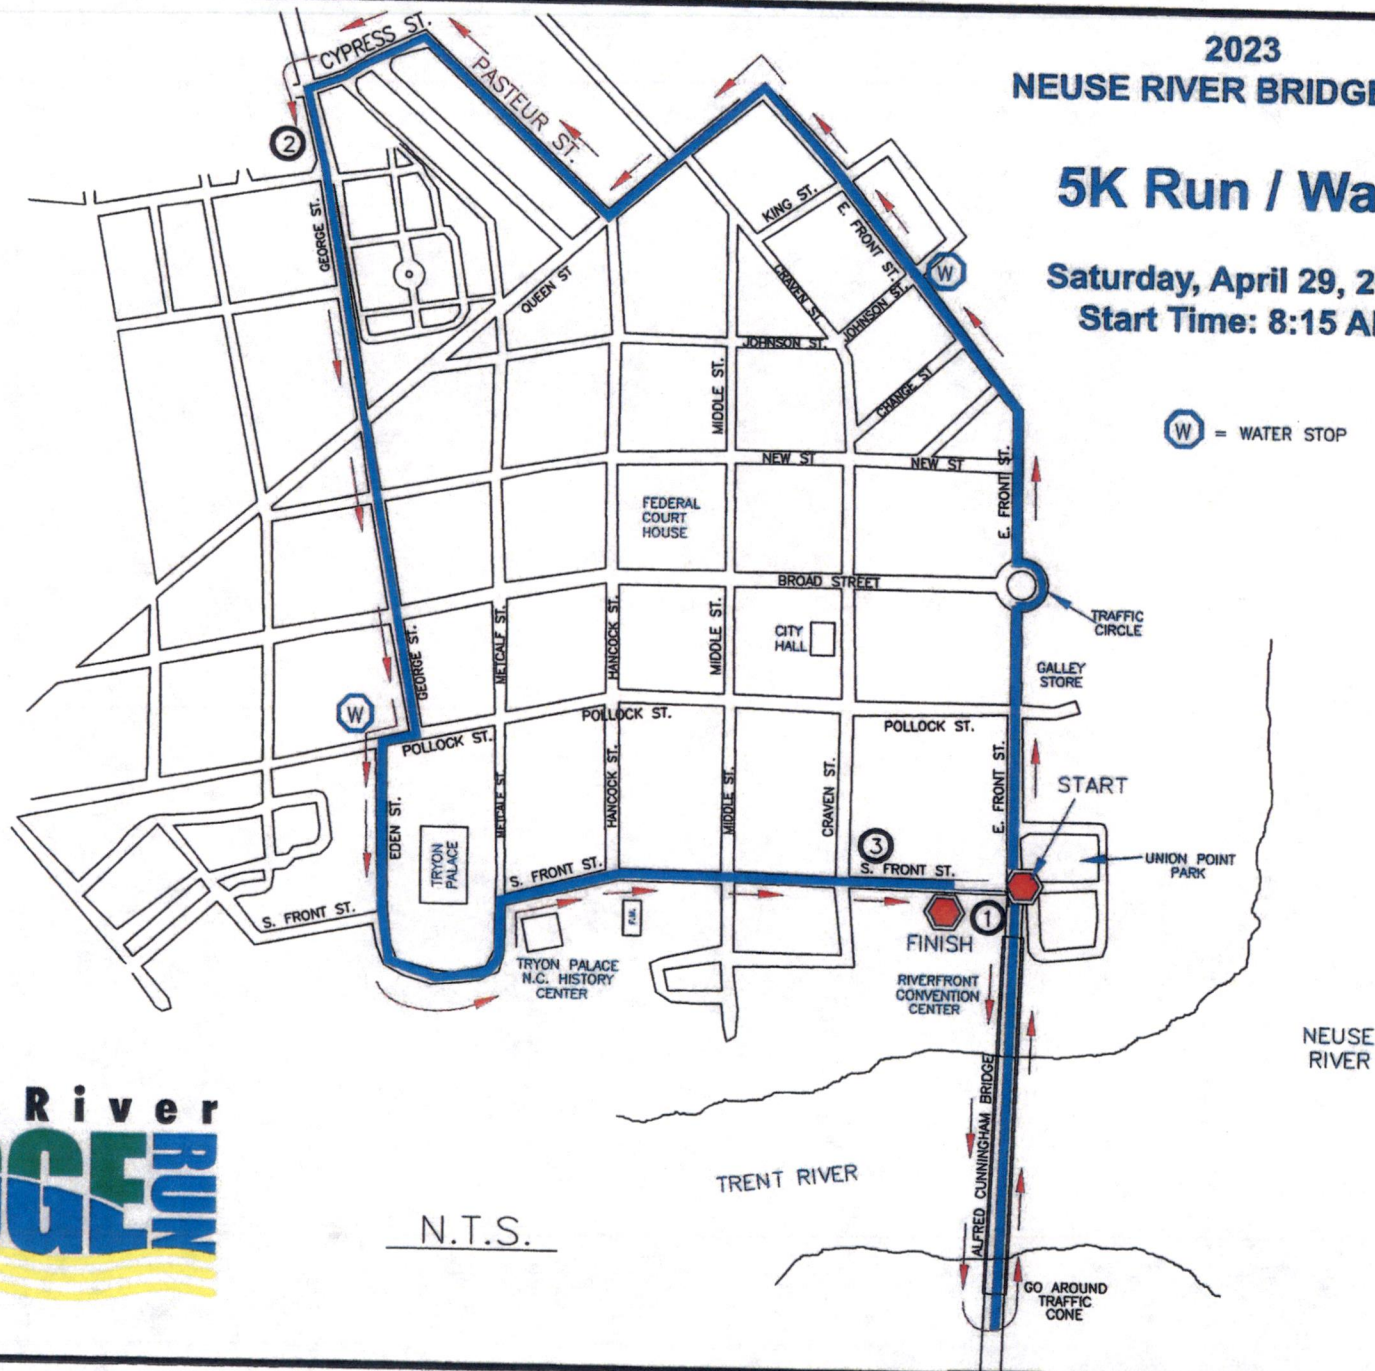 2023
NEUSE RIVER BRIDGE
5K Run / Wa
Saturday, April 29, 2
Start Time: 8:15 A
W = WATER STOP
CYPRESS ST.
PASTEUR ST.
2
GEORGE ST.
QUEEN ST
KING ST.
E. FRONT ST.
W
CRAVEN ST.
JOHNSON ST.
JOHNSON ST.
CHANGE ST
MIDDLE ST.
NEW ST
NEW ST
E. FRONT ST.
FEDERAL
COURT
HOUSE
BROAD STREET
TRAFFIC
CIRCLE
CITY
HALL
GALLEY
STORE
GEORGE ST.
METCALF ST.
HANCOCK ST.
MIDDLE ST.
W
POLLOCK ST.
POLLOCK ST.
POLLOCK ST.
EDEN ST.
TRYON
PALACE
METCALF ST.
HANCOCK ST.
MIDDLE ST.
CRAVEN ST.
E. FRONT ST.
START
3
UNION POINT
PARK
S. FRONT ST.
S. FRONT ST.
S. FRONT ST.
F.M.
1
FINISH
TRYON PALACE
N.C. HISTORY
CENTER
RIVERFRONT
CONVENTION
CENTER
NEUSE
RIVER
ALFRED CUNNINGHAM BRIDGE
TRENT RIVER
GO AROUND
TRAFFIC
CONE
River
DGE
RUN
N.T.S.